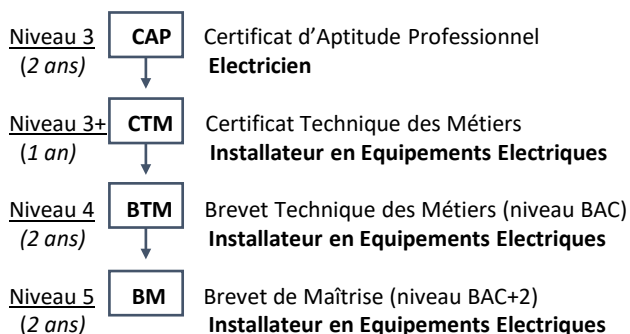 Niveau 3 CAP Certificat d’Aptitude Professionnel
(2 ans) Electricien
Niveau 3+ CTM Certificat Technique des Métiers
(1 an) Installateur en Equipements Electriques
Niveau 4 BTM Brevet Technique des Métiers (niveau BAC)
(2 ans) Installateur en Equipements Electriques
Niveau 5 BM Brevet de Maîtrise (niveau BAC+2)
(2 ans) Installateur en Equipements Electriques